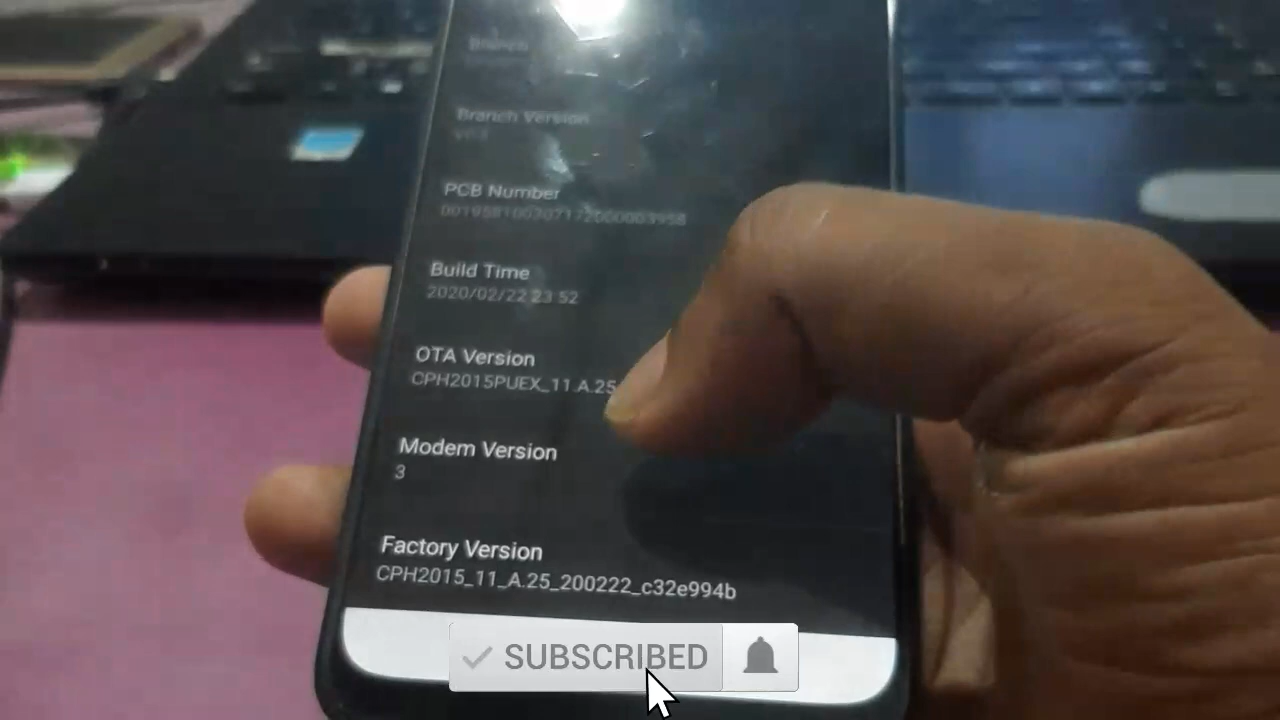 Branch
Branch Version
PCB Number
Build Time
2020/02/22 23 52
OTA Version
CPH2015PUEX_11.A.25
Modem Version
3
Factory Version
CPH2015_11_A.25_200222_c32e994b
SUBSCRIBED